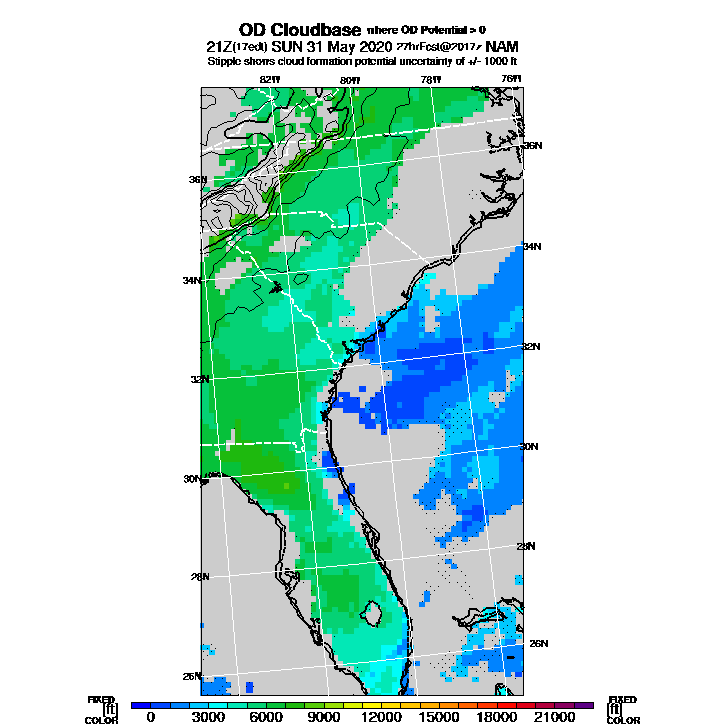 OD Cloudbase where OD Potential > 0
21Z(17edt) SUN 31 May 2020 27hrFcst@2017z NAM
Stipple shows cloud formation potential uncertainty of +/- 1000 ft
82W 80W 78W 76W
36N
36N
34N
34N
32N
32N
30N
30N
28N
28N
26N
26N
FIXED FIXED
[ft] [ft]
COLOR 0 3000 6000 9000 12000 15000 18000 21000 COLOR